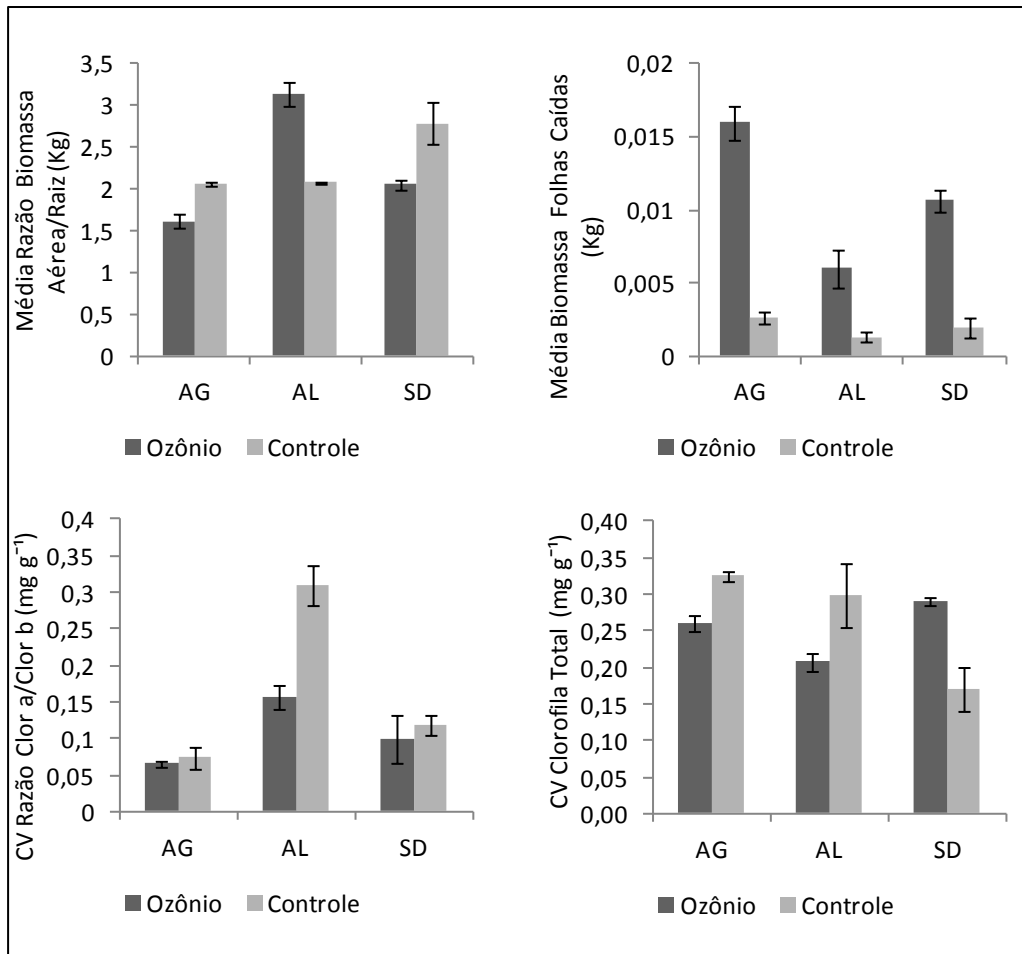 Média Razão Biomassa
Aérea/Raiz (Kg)
3,5
3
2,5
2
1,5
1
0,5
0
AG AL SD
Ozônio Controle
Média Biomassa Folhas Caídas
(Kg)
0,02
0,015
0,01
0,005
0
AG AL SD
Ozônio Controle
CV Razão Clor a/Clor b (mg g⁻¹)
0,4
0,35
0,3
0,25
0,2
0,15
0,1
0,05
0
AG AL SD
Ozônio Controle
CV Clorofila Total (mg g⁻¹)
0,40
0,35
0,30
0,25
0,20
0,15
0,10
0,05
0,00
AG AL SD
Ozônio Controle